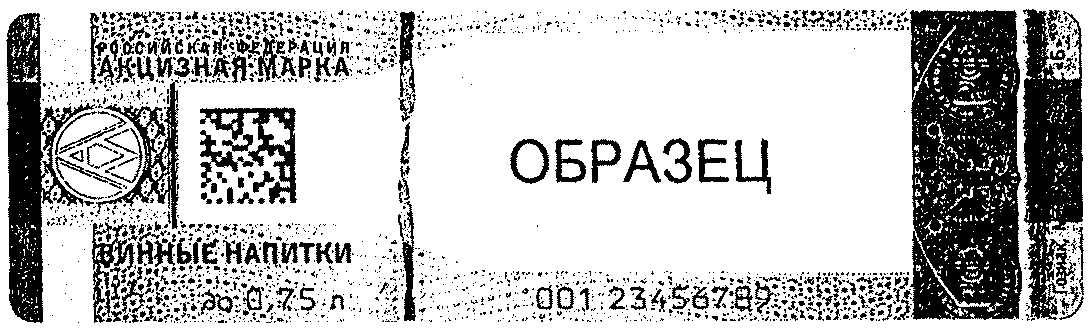 РОССИЙСКАЯ ФЕДЕРАЦИЯ
АКЦИЗНАЯ МАРКА
ОБРАЗЕЦ
ВИННЫЕ НАПИТКИ
до 0,75 л
001 23456789